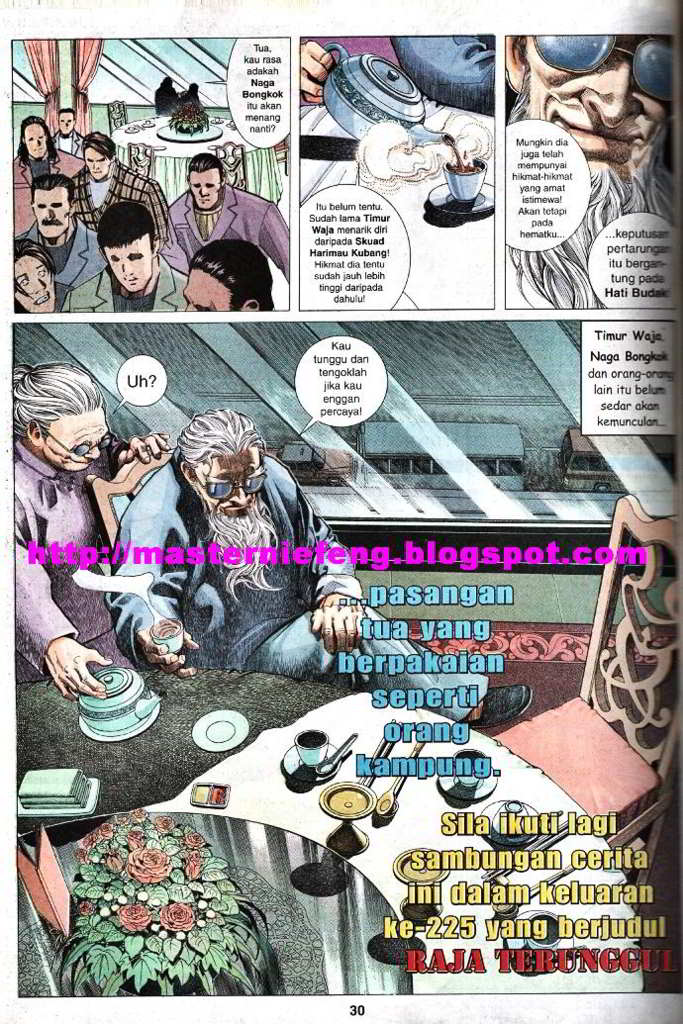 Tua,
kau rasa
adakah
Naga
Bongkok
itu akan
menang
nanti?
Itu belum tentu.
Sudah lama Timur
Waja menarik diri
daripada Skuad
Harimau Kubang!
Hikmat dia tentu
sudah jauh lebih
tinggi daripada
dahulu!
Mungkin dia
juga telah
mempunyai
hikmat-hikmat
yang amat
istimewa!
Akan tetapi
pada
hematku...
...keputusan
pertarungan
itu bergan-
tung pada
Hati Budak
Uh?
Kau
tunggu dan
tengoklah
jika kau
enggan
percaya!
Timur Waja,
Naga Bongkok
dan orang-orang
lain itu belum
sedar akan
kemunculan...
http://masterniefeng.blogspot.com
...pasangan
tua yang
berpakaian
seperti
orang
kampung.
Sila ikuti lagi
sambungan cerita
ini dalam keluaran
ke-225 yang berjudul
RAJA TERUNGGUL
30